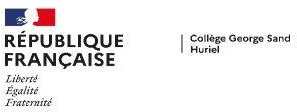 RÉPUBLIQUE
FRANÇAISE
Liberté
Égalité
Fraternité
Collège George Sand
Huriel